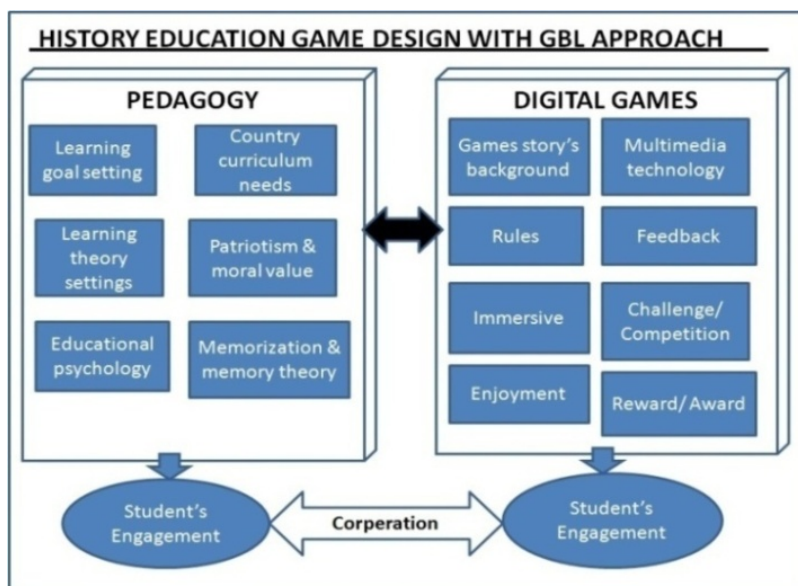 HISTORY EDUCATION GAME DESIGN WITH GBL APPROACH
PEDAGOGY
Learning
goal setting
Country
curriculum
needs
Learning
theory
settings
Patriotism &
moral value
Educational
psychology
Memorization &
memory theory
DIGITAL GAMES
Games story's
background
Multimedia
technology
Rules
Feedback
Immersive
Challenge/
Competition
Enjoyment
Reward/Award
Student's
Engagement
Corperation
Student's
Engagement